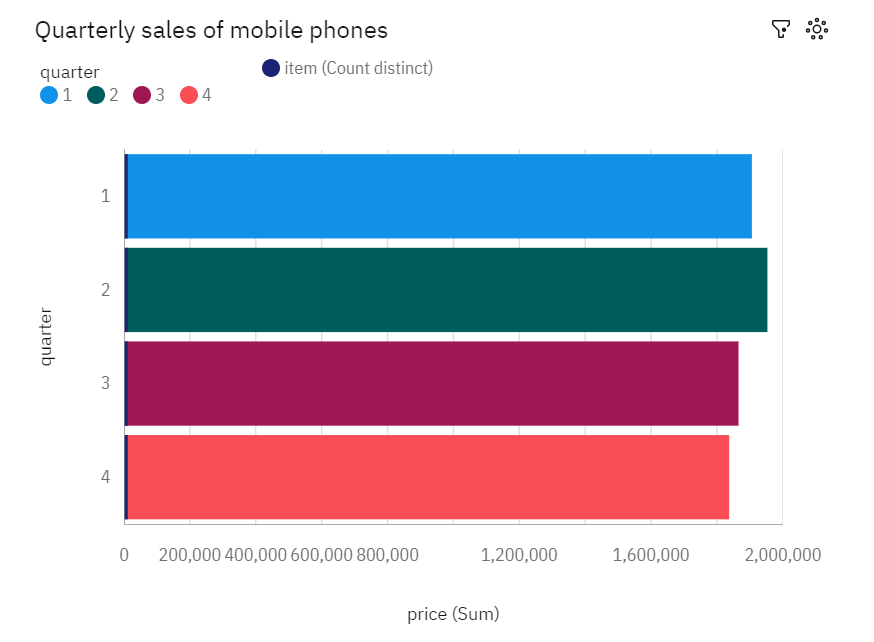 Quarterly sales of mobile phones
quarter
item (Count distinct)
1 2 3 4
1
2
3
4
quarter
0 200,000 400,000 600,000 800,000 1,200,000 1,600,000 2,000,000
price (Sum)